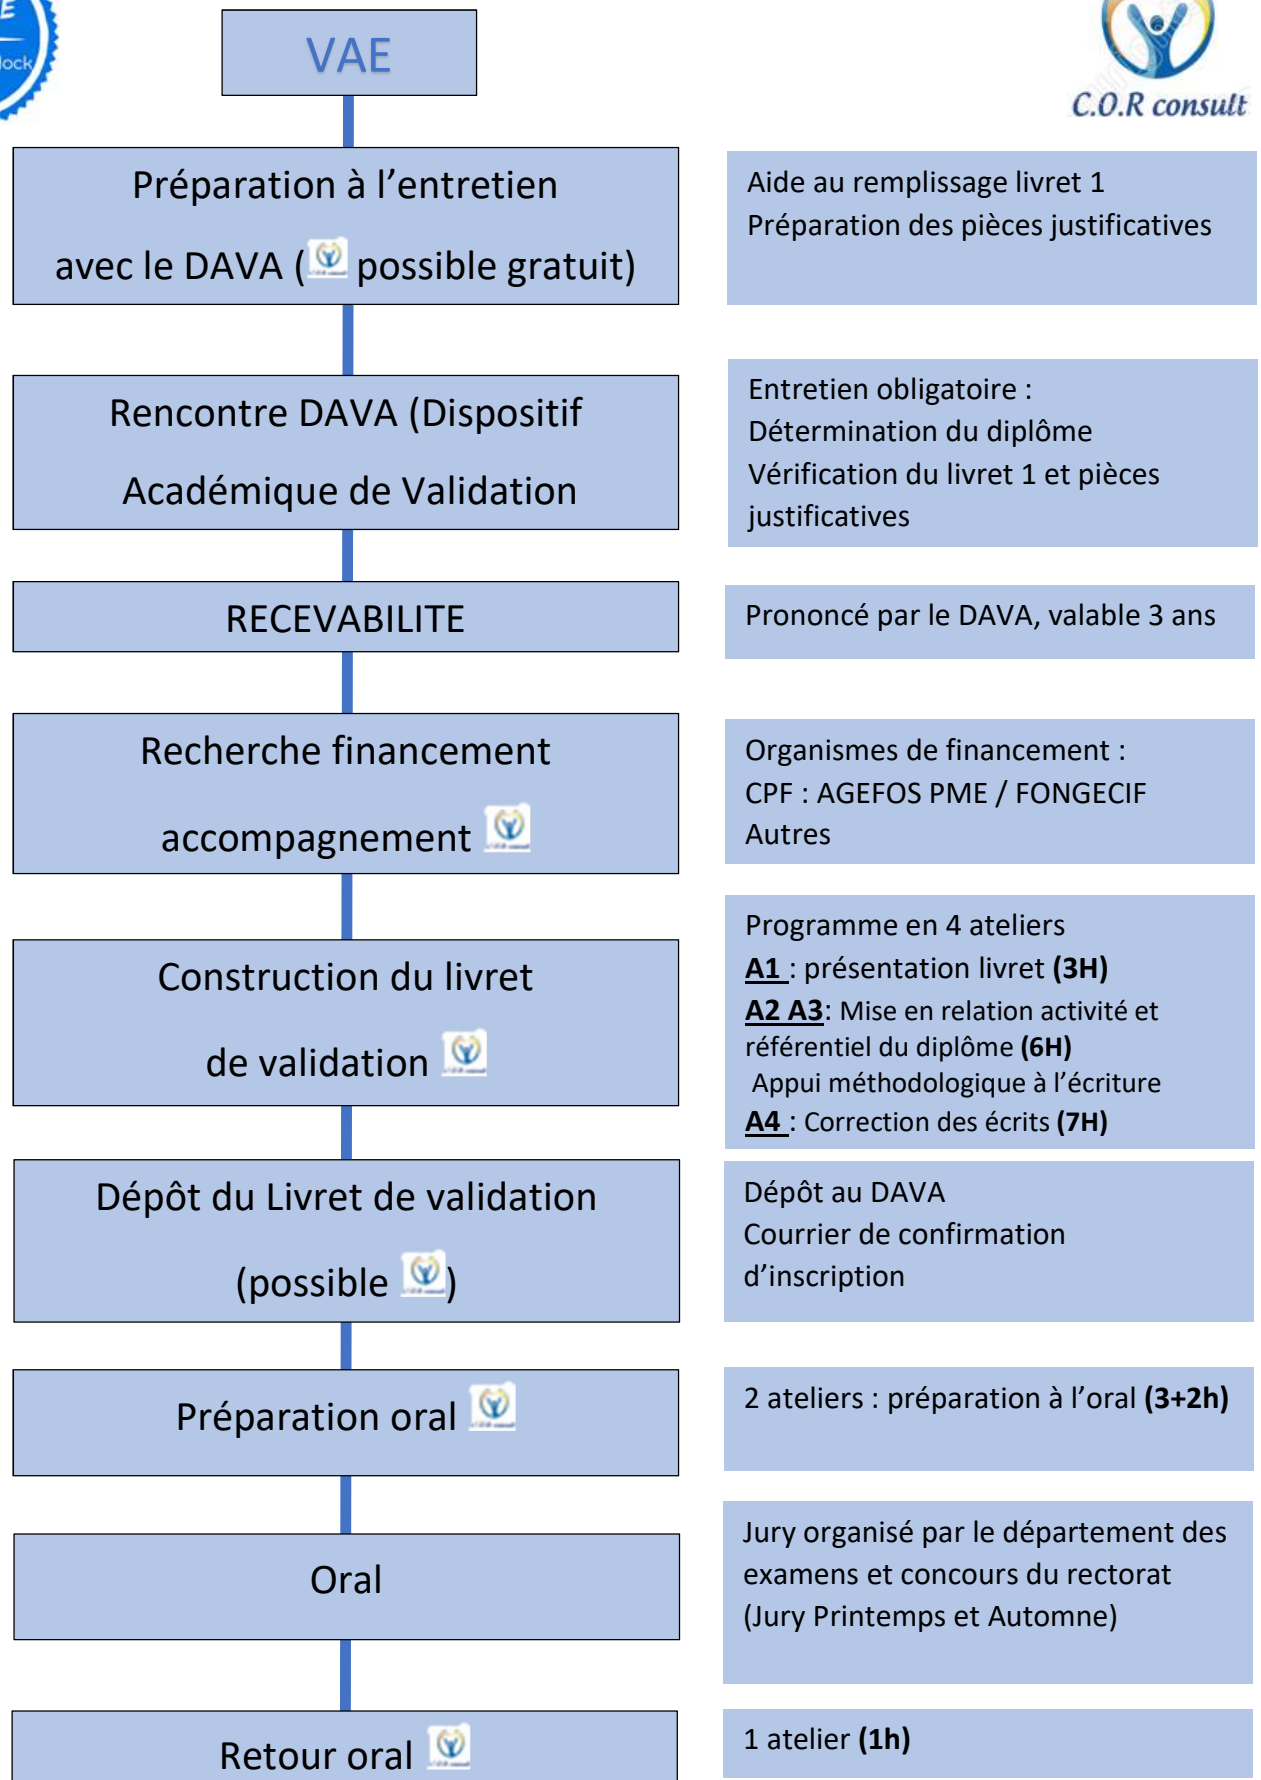 VAE
C.O.R consult
Préparation à l'entretien
avec le DAVA ( possible gratuit)
Aide au remplissage livret 1
Préparation des pièces justificatives
Rencontre DAVA (Dispositif
Académique de Validation
Entretien obligatoire :
Détermination du diplôme
Vérification du livret 1 et pièces
justificatives
RECEVABILITE
Prononcé par le DAVA, valable 3 ans
Recherche financement
accompagnement
Organismes de financement :
CPF : AGEFOS PME / FONGECIF
Autres
Construction du livret
de validation
Programme en 4 ateliers
A1 : présentation livret (3H)
A2 A3: Mise en relation activité et
référentiel du diplôme (6H)
Appui méthodologique à l'écriture
A4 : Correction des écrits (7H)
Dépôt du Livret de validation
(possible )
Dépôt au DAVA
Courrier de confirmation
d'inscription
Préparation oral
2 ateliers : préparation à l'oral (3+2h)
Oral
Jury organisé par le département des
examens et concours du rectorat
(Jury Printemps et Automne)
Retour oral
1 atelier (1h)